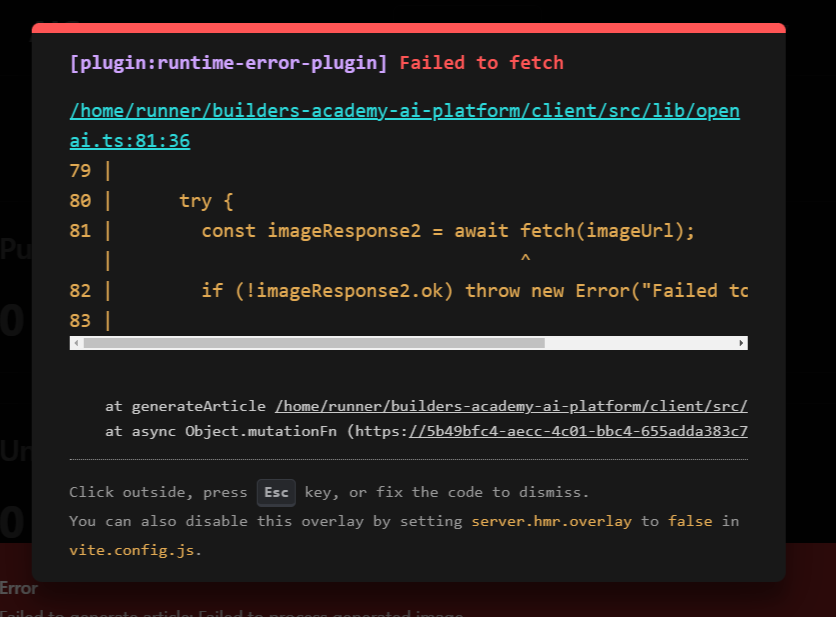 [plugin:runtime-error-plugin] Failed to fetch
/home/runner/builders-academy-ai-platform/client/src/lib/open
ai.ts:81:36
79 |
80 |      try {
81 |        const imageResponse2 = await fetch(imageUrl);
   |                                     ^
82 |        if (!imageResponse2.ok) throw new Error("Failed to
83 |
at generateArticle /home/runner/builders-academy-ai-platform/client/src/
at async Object.mutationFn (https://5b49bfc4-aecc-4c01-bbc4-655adda383c7
Click outside, press Esc key, or fix the code to dismiss.
You can also disable this overlay by setting server.hmr.overlay to false in
vite.config.js.
Pu
0
Un
0
Error
Failed to generate article: Failed to process generated image